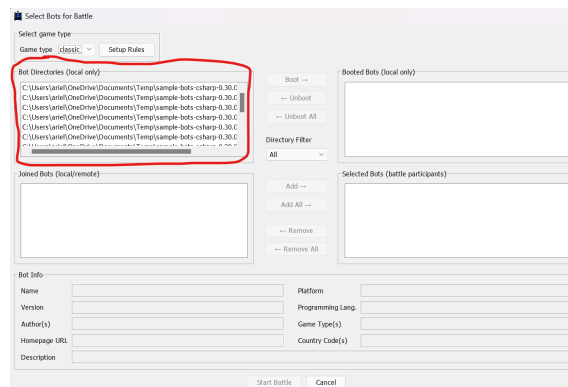 Select Bots for Battle
Select game type
Game type classic Setup Rules
Bot Directories (local only)
C:\Users\ariel\OneDrive\Documents\Temp\sample-bots-csharp-0.30.0
C:\Users\ariel\OneDrive\Documents\Temp\sample-bots-csharp-0.30.0
C:\Users\ariel\OneDrive\Documents\Temp\sample-bots-csharp-0.30.0
C:\Users\ariel\OneDrive\Documents\Temp\sample-bots-csharp-0.30.0
C:\Users\ariel\OneDrive\Documents\Temp\sample-bots-csharp-0.30.0
C:\Users\ariel\OneDrive\Documents\Temp\sample-bots-csharp-0.30.0
Boot →
← Unboot
← Unboot All
Directory Filter
All
Booted Bots (local only)
Joined Bots (local/remote)
Add →
Add All →
← Remove
← Remove All
Selected Bots (battle participants)
Bot Info
Name
Platform
Version
Programming Lang.
Author(s)
Game Type(s)
Homepage URL
Country Code(s)
Description
Start Battle Cancel